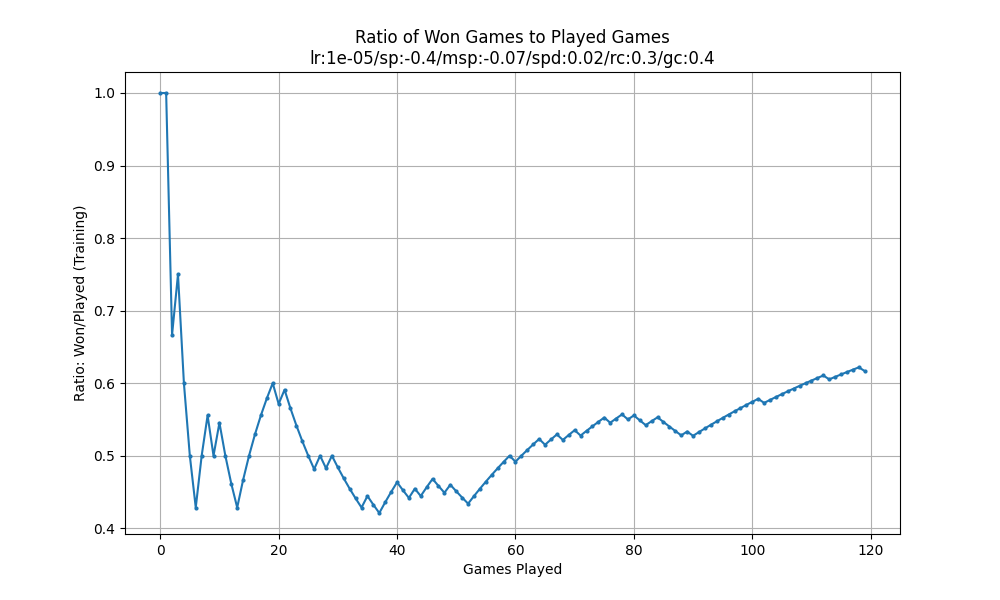 Ratio of Won Games to Played Games
lr:1e-05/sp:-0.4/msp:-0.07/spd:0.02/rc:0.3/gc:0.4
Ratio: Won/Played (Training)
1.0
0.9
0.8
0.7
0.6
0.5
0.4
0 20 40 60 80 100 120
Games Played